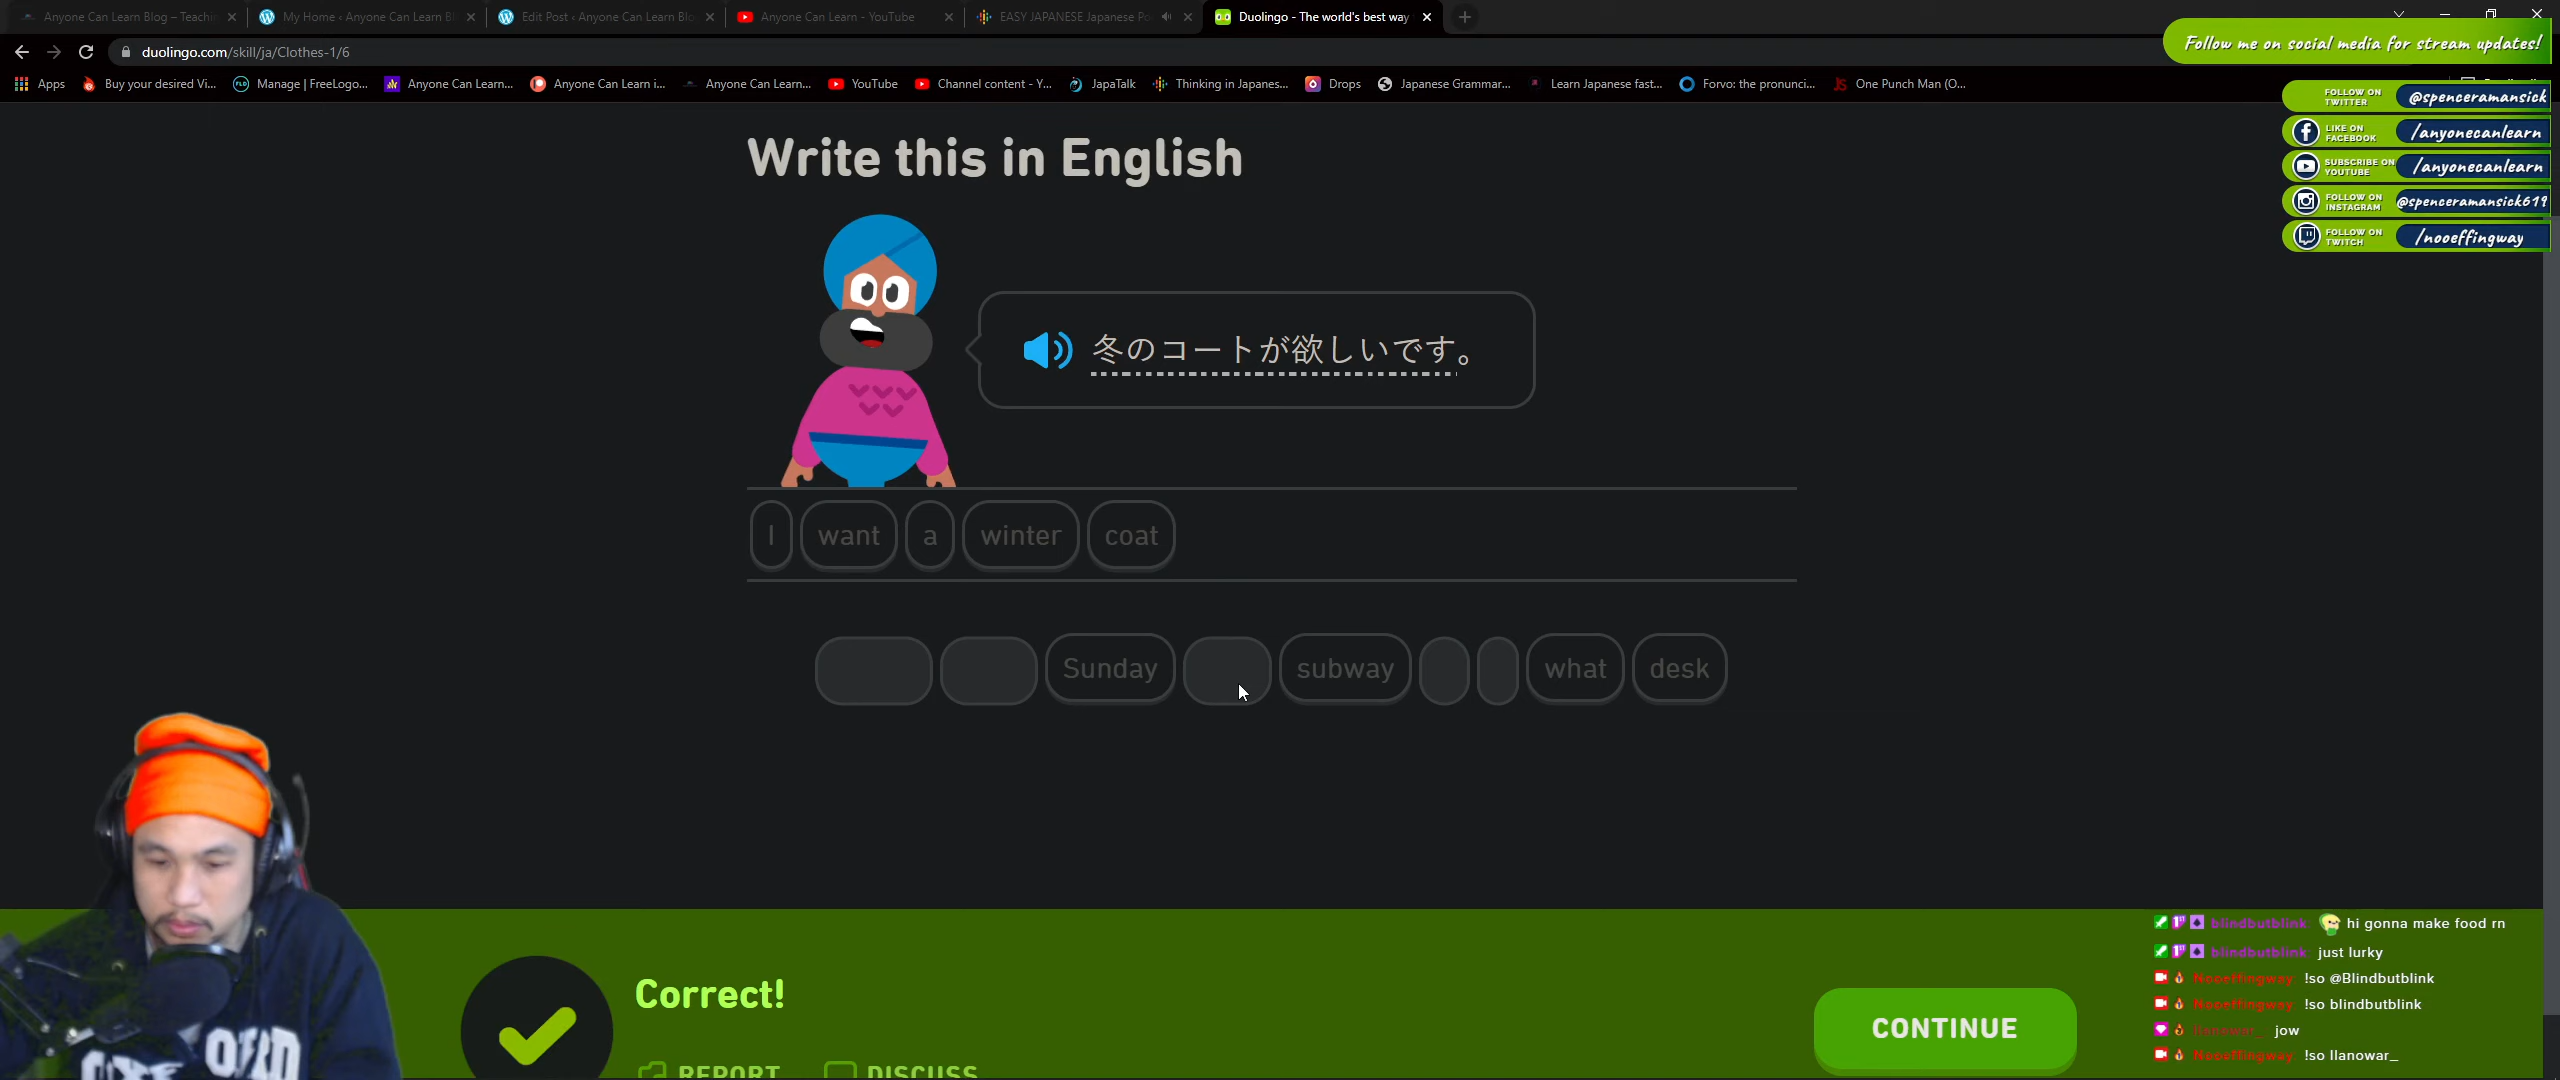 Anyone Can Learn Blog – Teachin
My Home ‹ Anyone Can Learn Bl
Edit Post ‹ Anyone Can Learn Blo
Anyone Can Learn - YouTube
EASY JAPANESE Japanese Po
Duolingo - The world's best way
duolingo.com/skill/ja/Clothes-1/6
Apps
Buy your desired Vi...
Manage | FreeLogo...
Anyone Can Learn...
Anyone Can Learn i...
Anyone Can Learn...
YouTube
Channel content - Y...
JapaTalk
Thinking in Japanes...
Drops
Japanese Grammar...
Learn Japanese fast...
Forvo: the pronunci...
One Punch Man (O...
Follow me on social media for stream updates!
FOLLOW ON TWITTER @spenceramansick
LIKE ON FACEBOOK /anyonecanlearn
SUBSCRIBE ON YOUTUBE /anyonecanlearn
FOLLOW ON INSTAGRAM @spenceramansick619
FOLLOW ON TWITCH /nooeffingway
Write this in English
冬のコートが欲しいです。
I want a winter coat
Sunday subway what desk
Correct!
REPORT DISCUSS
CONTINUE
blindbutblink hi gonna make food rn
blindbutblink just lurky
Nooeffingway !so @Blindbutblink
Nooeffingway !so blindbutblink
llanowar_ jow
Nooeffingway !so llanowar_